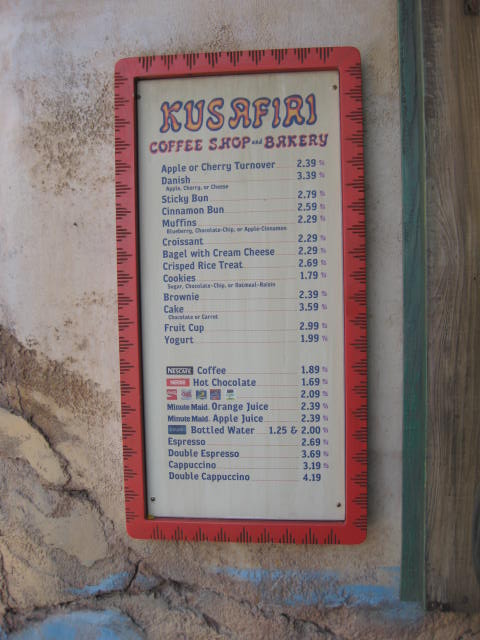 KUSAFIRI
COFFEE SHOP and BAKERY
Apple or Cherry Turnover 2.39
Danish 3.39
Apple, Cherry, or Cheese
Sticky Bun 2.79
Cinnamon Bun 2.59
Muffins 2.29
Blueberry, Chocolate-Chip, or Apple-Cinnamon
Croissant 2.29
Bagel with Cream Cheese 2.29
Crisped Rice Treat 2.69
Cookies 1.79
Sugar, Chocolate-Chip, or Oatmeal-Raisin
Brownie 2.39
Cake 3.59
Chocolate or Carrot
Fruit Cup 2.99
Yogurt 1.99
NESCAFÉ Coffee 1.89
NESTLE Hot Chocolate 1.69
2.09
Minute Maid Orange Juice 2.39
Minute Maid Apple Juice 2.39
Bottled Water 1.25 & 2.00
Espresso 2.69
Double Espresso 3.69
Cappuccino 3.19
Double Cappuccino 4.19